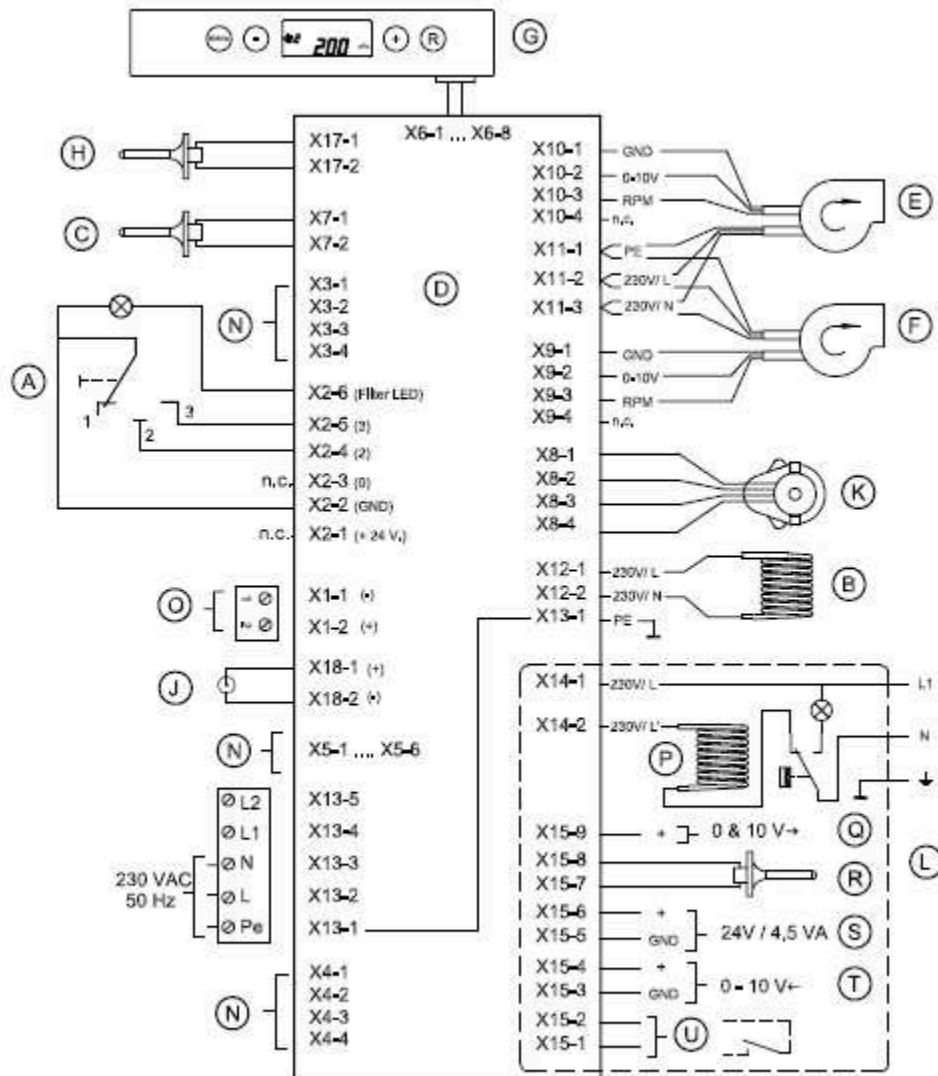 - 20.0 + R G
X6-1 .... X6-8
H X17-1
X17-2
C X7-1
X7-2
D
N X3-1
X3-2
X3-3
X3-4
A
1 2 3
X2-6 (Filter LED)
X2-5 (3)
X2-4 (2)
n.c. X2-3 (0)
X2-2 (GND)
n.c. X2-1 (+ 24 V.)
O 1 X1-1 (-)
2 X1-2 (+)
J X18-1 (+)
X18-2 (-)
N X5-1 .... X5-6
L2 X13-5
L1 X13-4
N X13-3
230 VAC
50 Hz
L X13-2
Pe X13-1
N X4-1
X4-2
X4-3
X4-4
X10-1 GND
X10-2 0-10V
X10-3 RPM
X10-4 n.c.
E
X11-1 PE
X11-2 230V/ L
X11-3 230V/ N
F
X9-1 GND
X9-2 0-10V
X9-3 RPM
X9-4 n.c.
X8-1
X8-2
X8-3
X8-4
K
X12-1 230V/ L
X12-2 230V/ N
B
X13-1 PE
X14-1 230V/ L L1
X14-2 230V/ L' N
P
L
X15-9 + 0 & 10 V→ Q
X15-8
X15-7
R
X15-6 +
X15-5 GND
24V / 4,5 VA S
X15-4 +
X15-3 GND
0 - 10 V← T
X15-2
X15-1
U